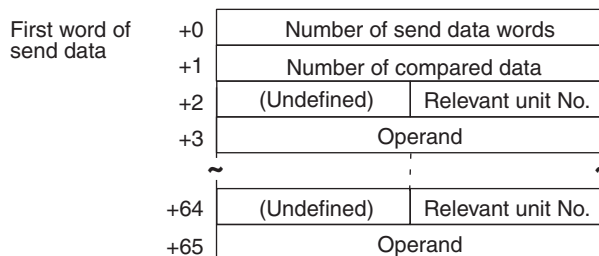 First word of
send data
+0 Number of send data words
+1 Number of compared data
+2 (Undefined) Relevant unit No.
+3 Operand
~ ~
+64 (Undefined) Relevant unit No.
+65 Operand